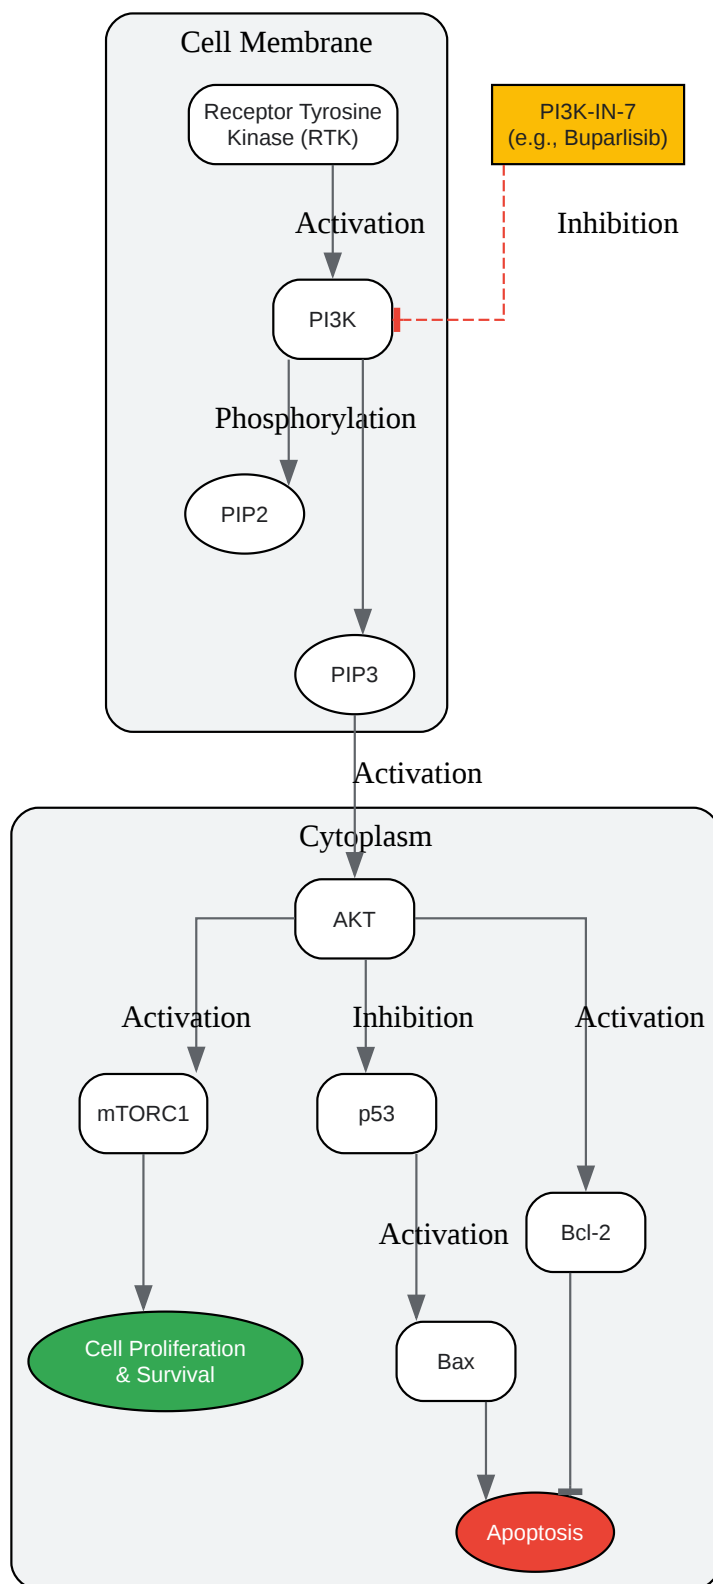 Cell Membrane
Receptor Tyrosine
Kinase (RTK)
PI3K-IN-7
(e.g., Buparlisib)
Activation
Inhibition
PI3K
Phosphorylation
PIP2
PIP3
Activation
Cytoplasm
AKT
Activation
Inhibition
Activation
mTORC1
p53
Activation
Bcl-2
Cell Proliferation
& Survival
Bax
Apoptosis